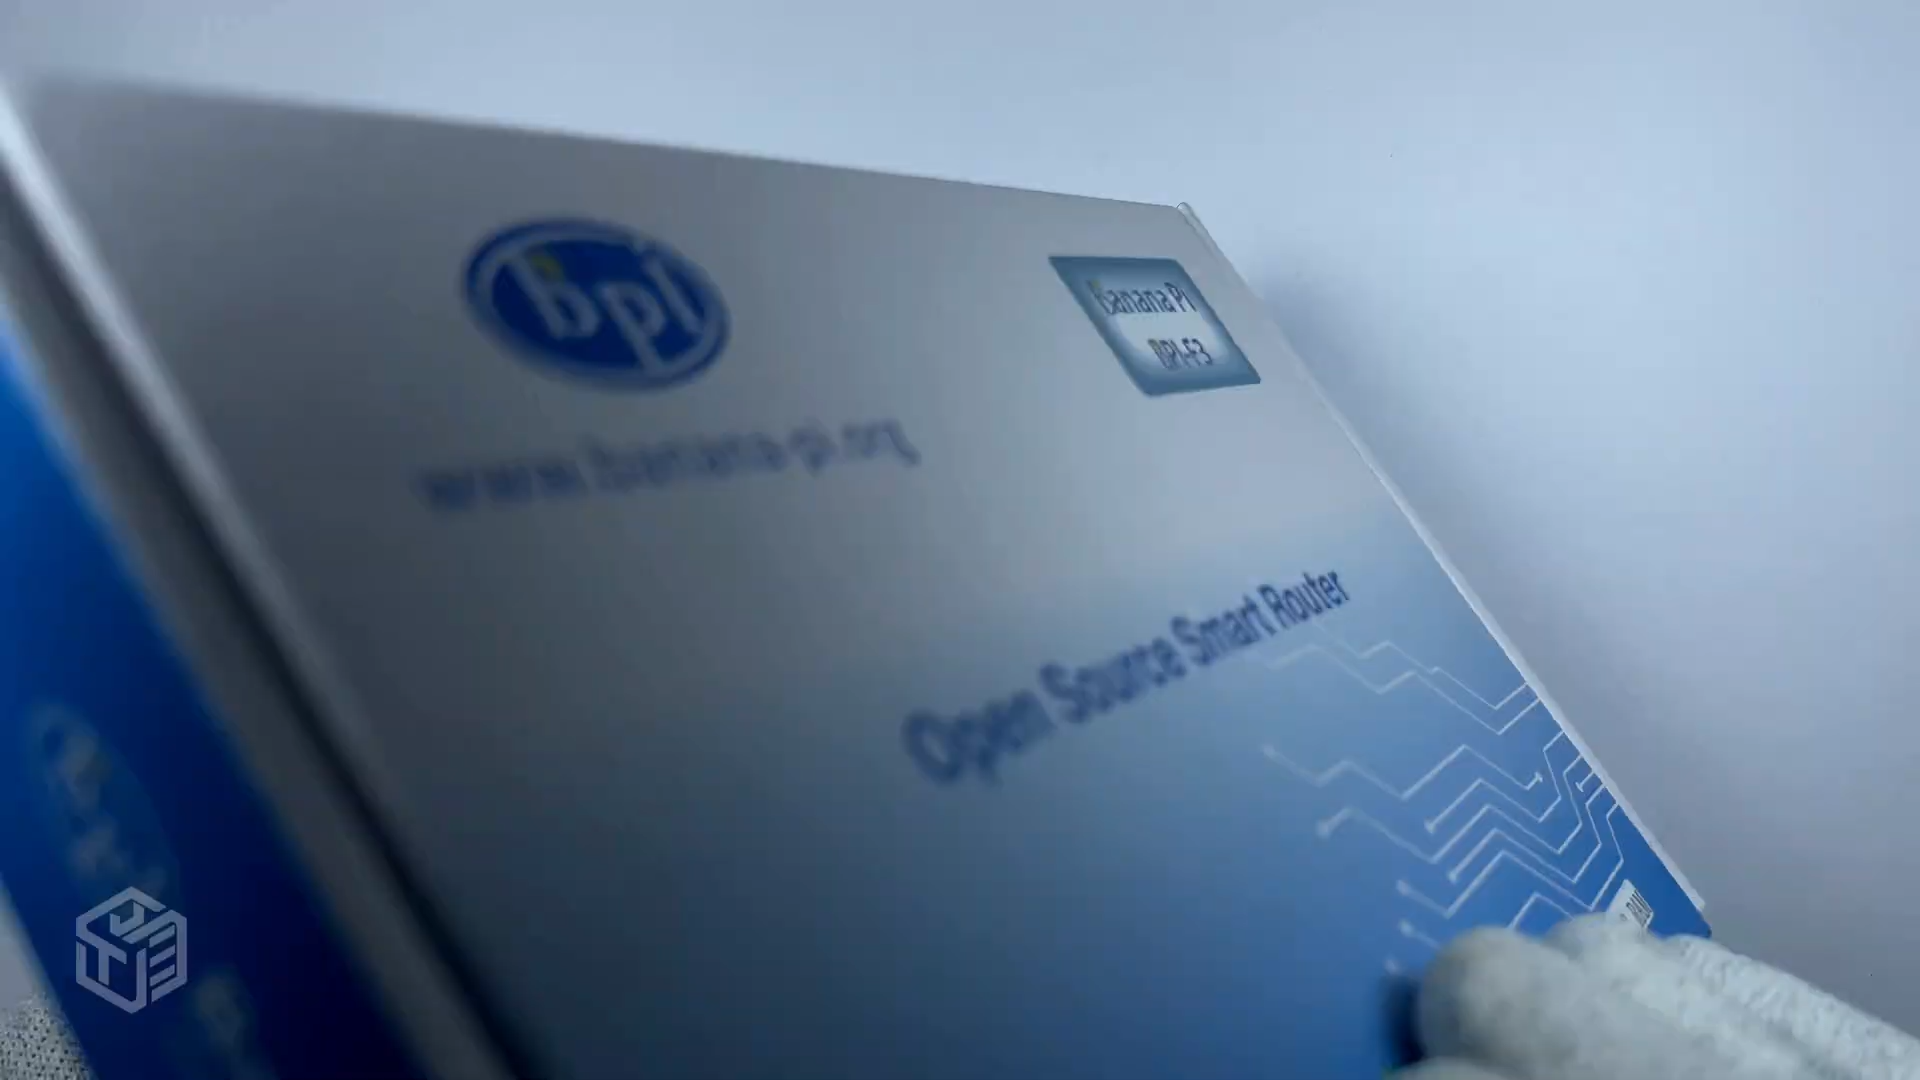 bpi
Banana Pi
BPI-F3
www.banana-pi.org
Open Source Smart Router